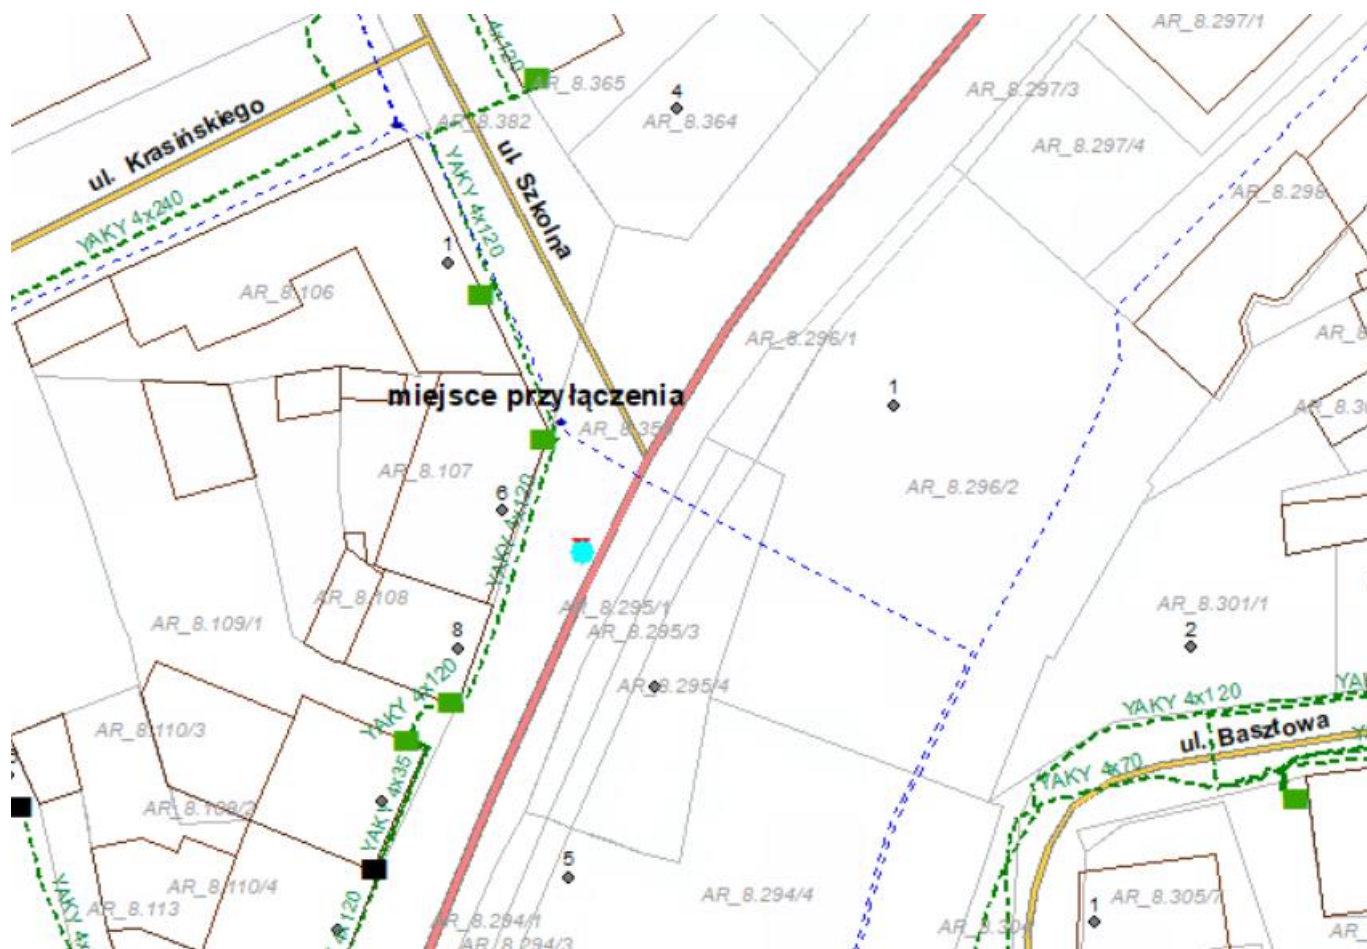 AR_8.297/1
4x120
AR_8.365
4
AR_8.364
AR_8.297/3
AR_8.382
AR_8.297/4
ul. Krasińskiego
ul. Szkolna
YAKY 4x120
AR_8.298
YAKY 4x240
1
AR_8.106
AR_8.296/1
miejsce przyłączenia
1
AR_8.107
AR_8.296/2
6
YAKY 4x120
AR_8.108
AR_8.295/1
AR_8.301/1
AR_8.109/1
AR_8.295/3
8
2
YAKY 4x120
AR_8.295/4
YAKY 4x120
AR_8.110/3
ul. Basztowa
YAKY 4x70
YAKY 4x35
AR_8.109/2
5
AR_8.110/4
AR_8.294/4
AR_8.305/7
AR_8.113
1
AR_8.294/1
4x120
AR_8.294/3